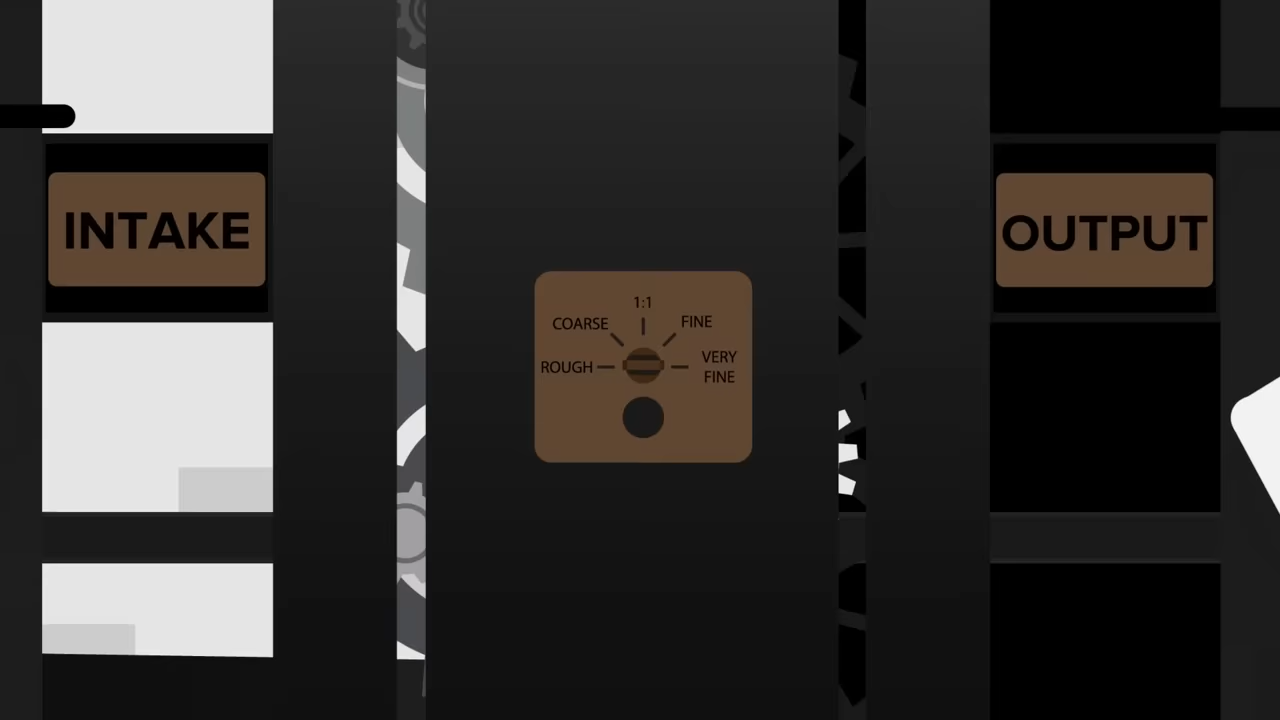 INTAKE
OUTPUT
1:1
COARSE
FINE
ROUGH
VERY
FINE